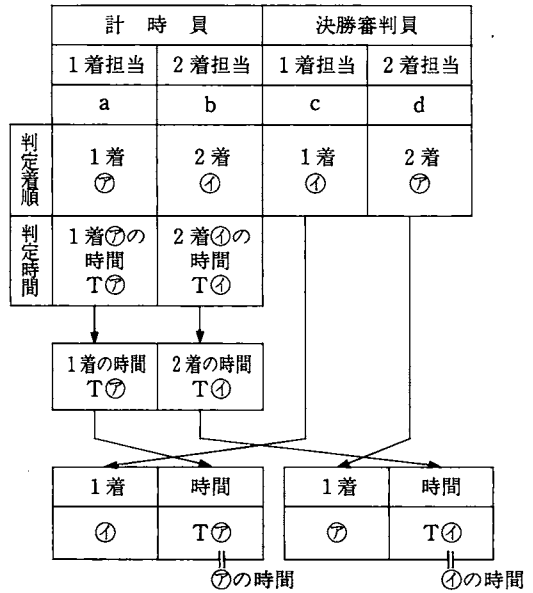 計時員 決勝審判員
1着担当 2着担当 1着担当 2着担当
a b c d
判定着順
1着 2着 1着 2着
㋐ ㋑ ㋑ ㋐
判定時間
1着㋐の 2着㋑の
時間 時間
T㋐ T㋑
1着の時間 2着の時間
T㋐ T㋑
1着 時間 1着 時間
㋑ T㋐ ㋐ T㋑
㋐の時間 ㋑の時間